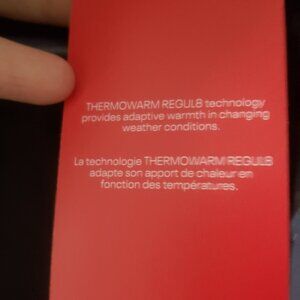 THERMOWARM REGUL8 technology
provides adaptive warmth in changing
weather conditions.
La technologie THERMOWARM REGUL8
adapte son apport de chaleur en
fonction des températures.